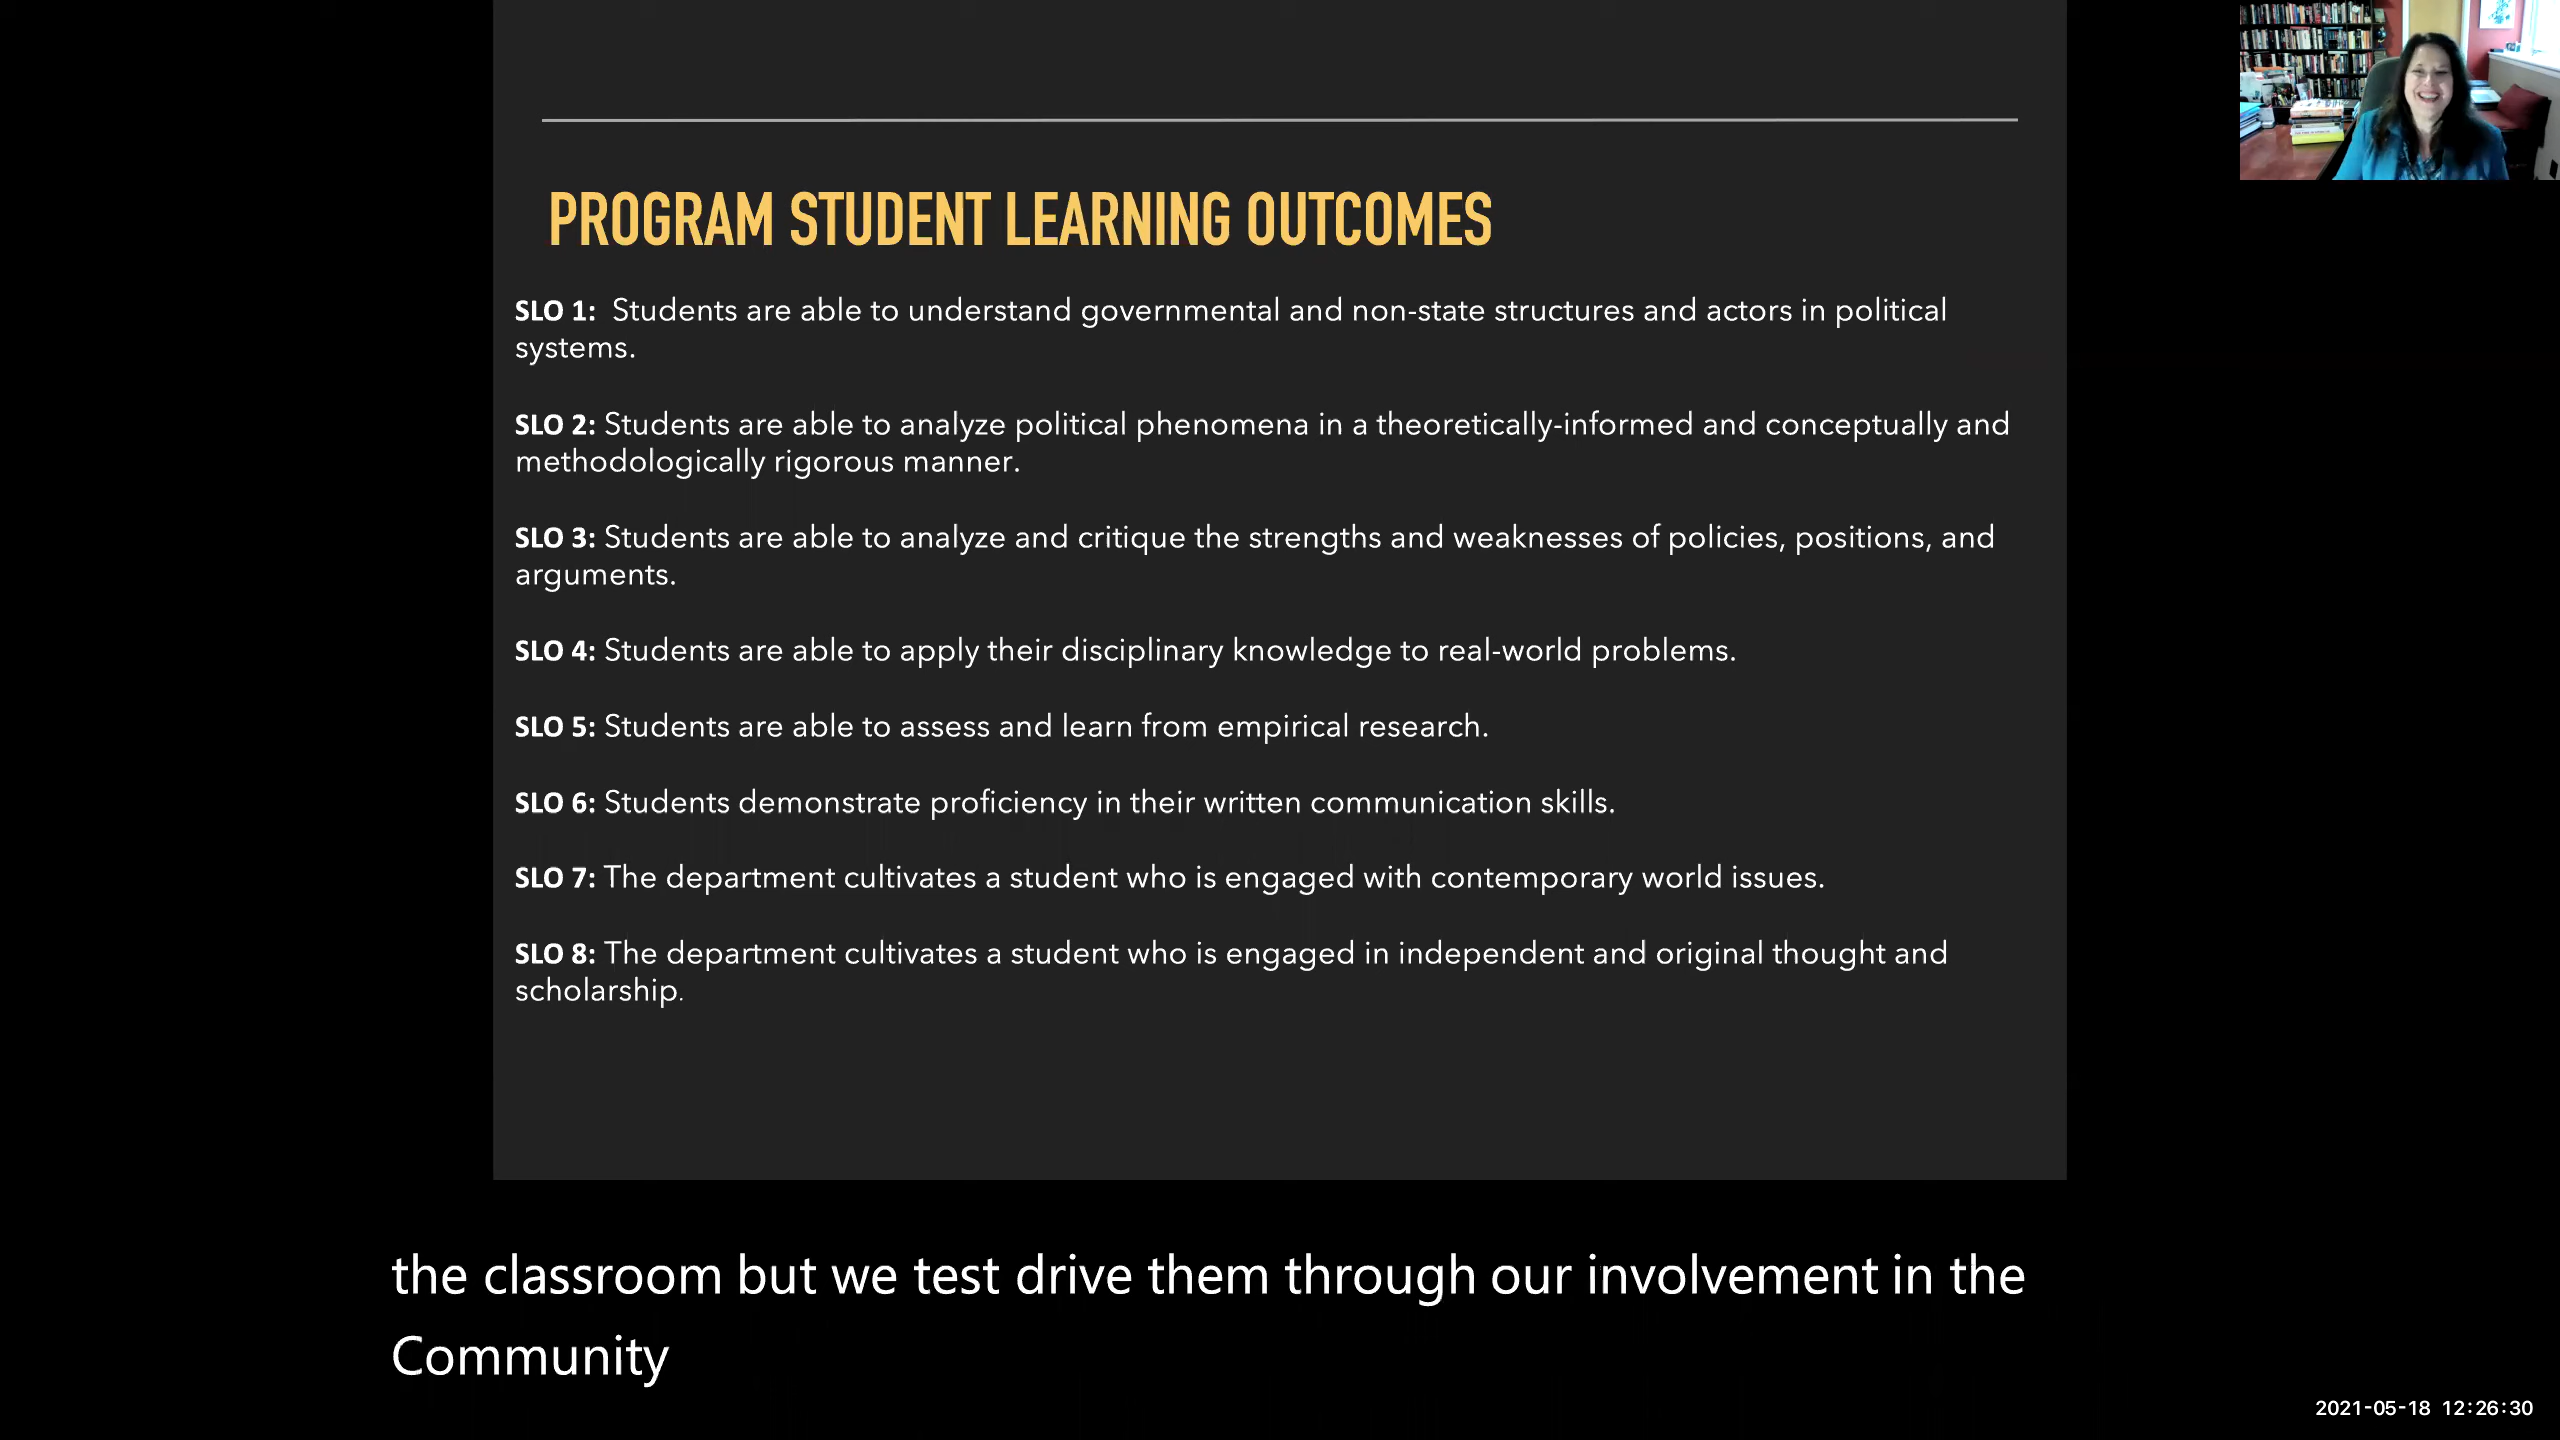 PROGRAM STUDENT LEARNING OUTCOMES
SLO 1:  Students are able to understand governmental and non-state structures and actors in political
systems.
SLO 2: Students are able to analyze political phenomena in a theoretically-informed and conceptually and
methodologically rigorous manner.
SLO 3: Students are able to analyze and critique the strengths and weaknesses of policies, positions, and
arguments.
SLO 4: Students are able to apply their disciplinary knowledge to real-world problems.
SLO 5: Students are able to assess and learn from empirical research.
SLO 6: Students demonstrate proficiency in their written communication skills.
SLO 7: The department cultivates a student who is engaged with contemporary world issues.
SLO 8: The department cultivates a student who is engaged in independent and original thought and
scholarship.
the classroom but we test drive them through our involvement in the
Community
2021-05-18 12:26:30